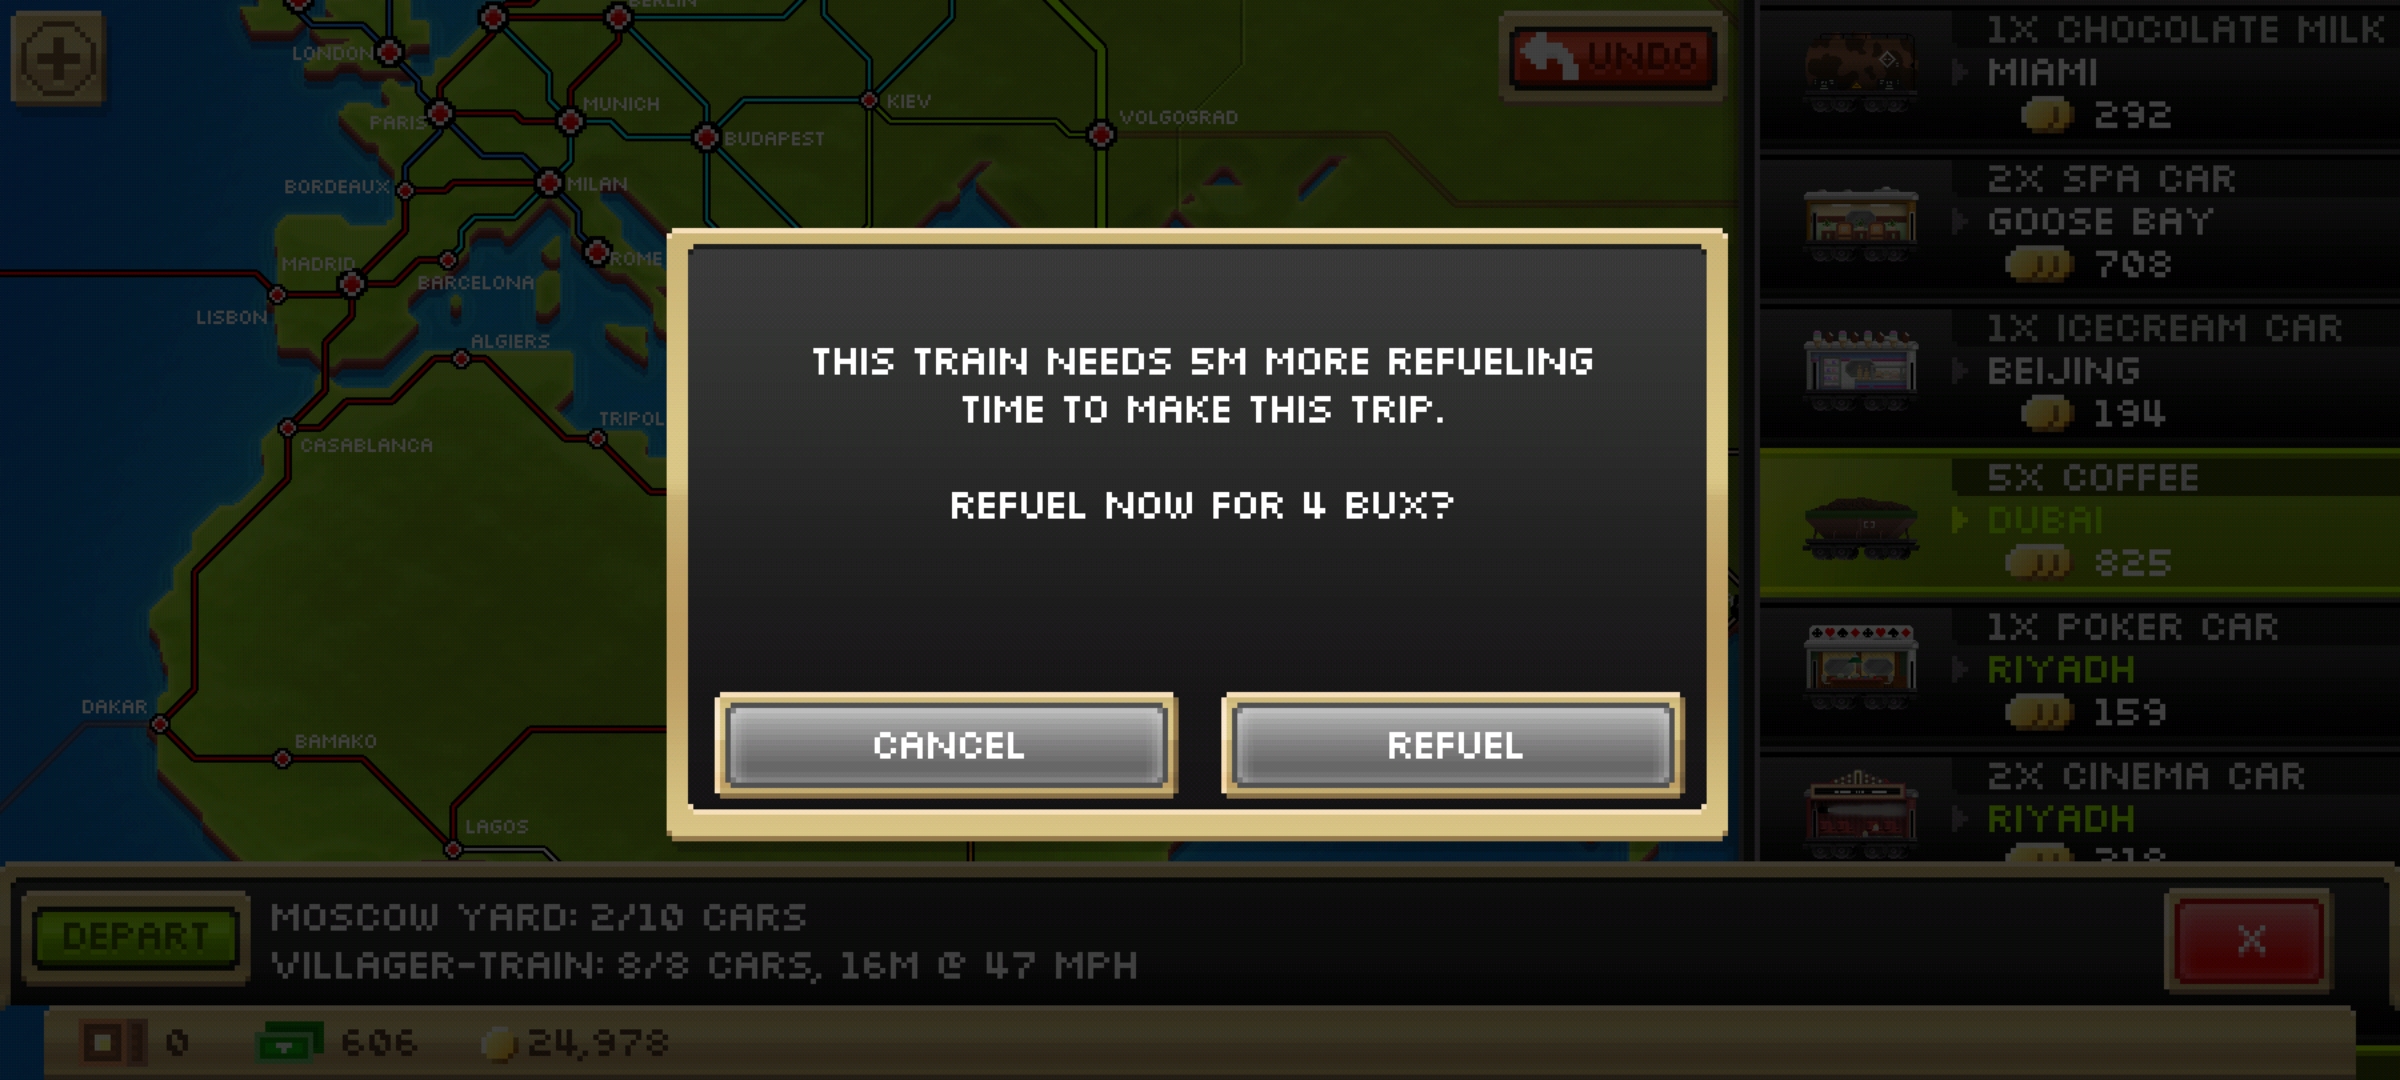 BERLIN
LONDON
PARIS
MUNICH
BUDAPEST
KIEV
VOLGOGRAD
BORDEAUX
MILAN
MADRID
BARCELONA
ROME
LISBON
ALGIERS
CASABLANCA
TRIPOL
DAKAR
BAMAKO
LAGOS
UNDO
THIS TRAIN NEEDS 5M MORE REFUELING
TIME TO MAKE THIS TRIP.
REFUEL NOW FOR 4 BUX?
CANCEL
REFUEL
1X CHOCOLATE MILK
MIAMI
292
2X SPA CAR
GOOSE BAY
708
1X ICECREAM CAR
BEIJING
194
5X COFFEE
DUBAI
825
1X POKER CAR
RIYADH
159
2X CINEMA CAR
RIYADH
DEPART
MOSCOW YARD: 2/10 CARS
VILLAGER-TRAIN: 8/8 CARS, 16M @ 47 MPH
X
0
606
24,978